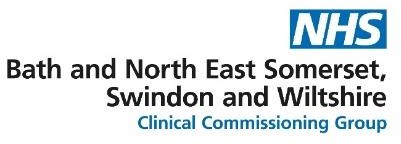 NHS
Bath and North East Somerset,
Swindon and Wiltshire
Clinical Commissioning Group